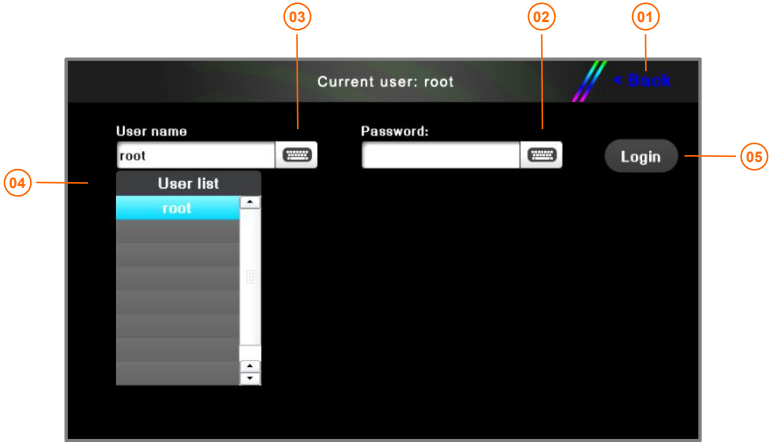 03
02
01
Current user: root
< Back
User name
Password:
root
Login
05
04
User list
root